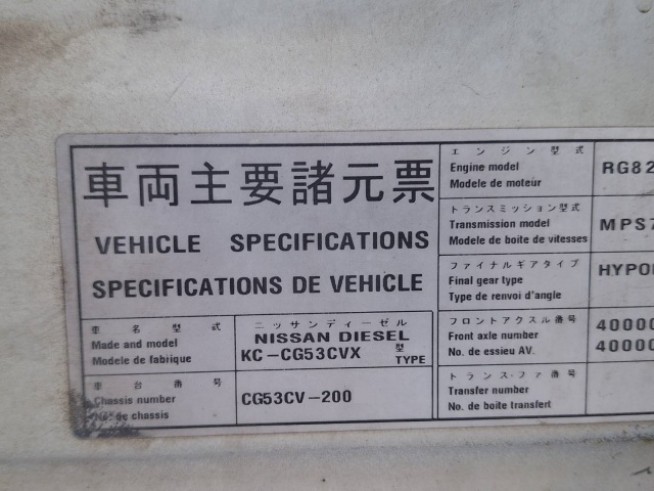 車両主要諸元票
VEHICLE SPECIFICATIONS
SPECIFICATIONS DE VEHICLE
車名型式
Made and model
Modele de fabrique
ニッサンディーゼル
NISSAN DIESEL
KC-CG53CVX 型
TYPE
車台番号
Chassis number
No. de chassis
CG53CV-200
エンジン型式
Engine model
Modele de moteur
RG82
トランスミッション型式
Transmission model
Modele de boite de vitesses
MPS7
ファイナルギアタイプ
Final gear type
Type de renvoi d'angle
HYPO
フロントアクスル番号
Front axle number
No. de essieu AV.
40000
40000
トランス・ファ番号
Transfer number
No. de boite transfert